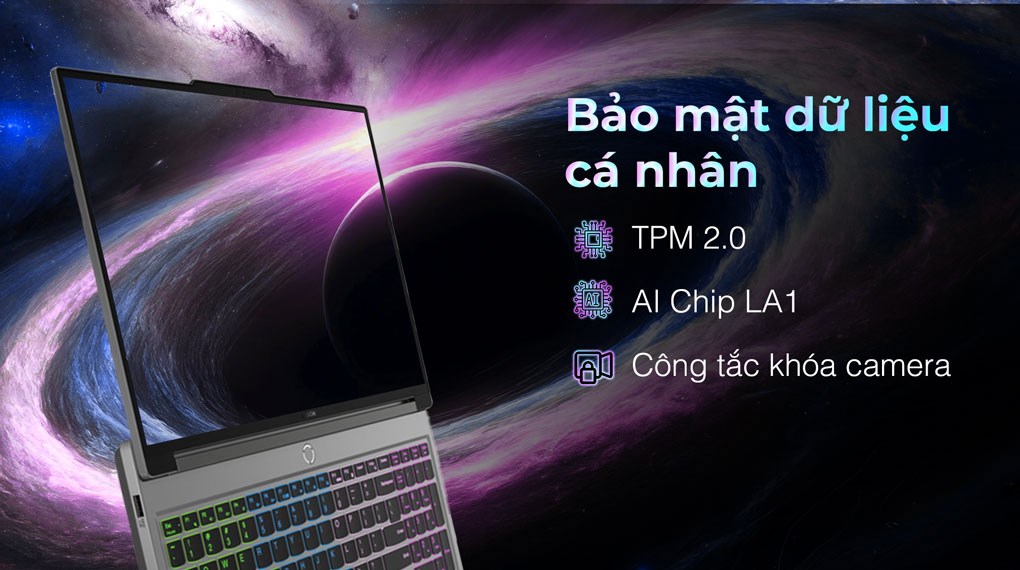 Bảo mật dữ liệu
cá nhân
TPM 2.0
AI Chip LA1
Công tắc khóa camera